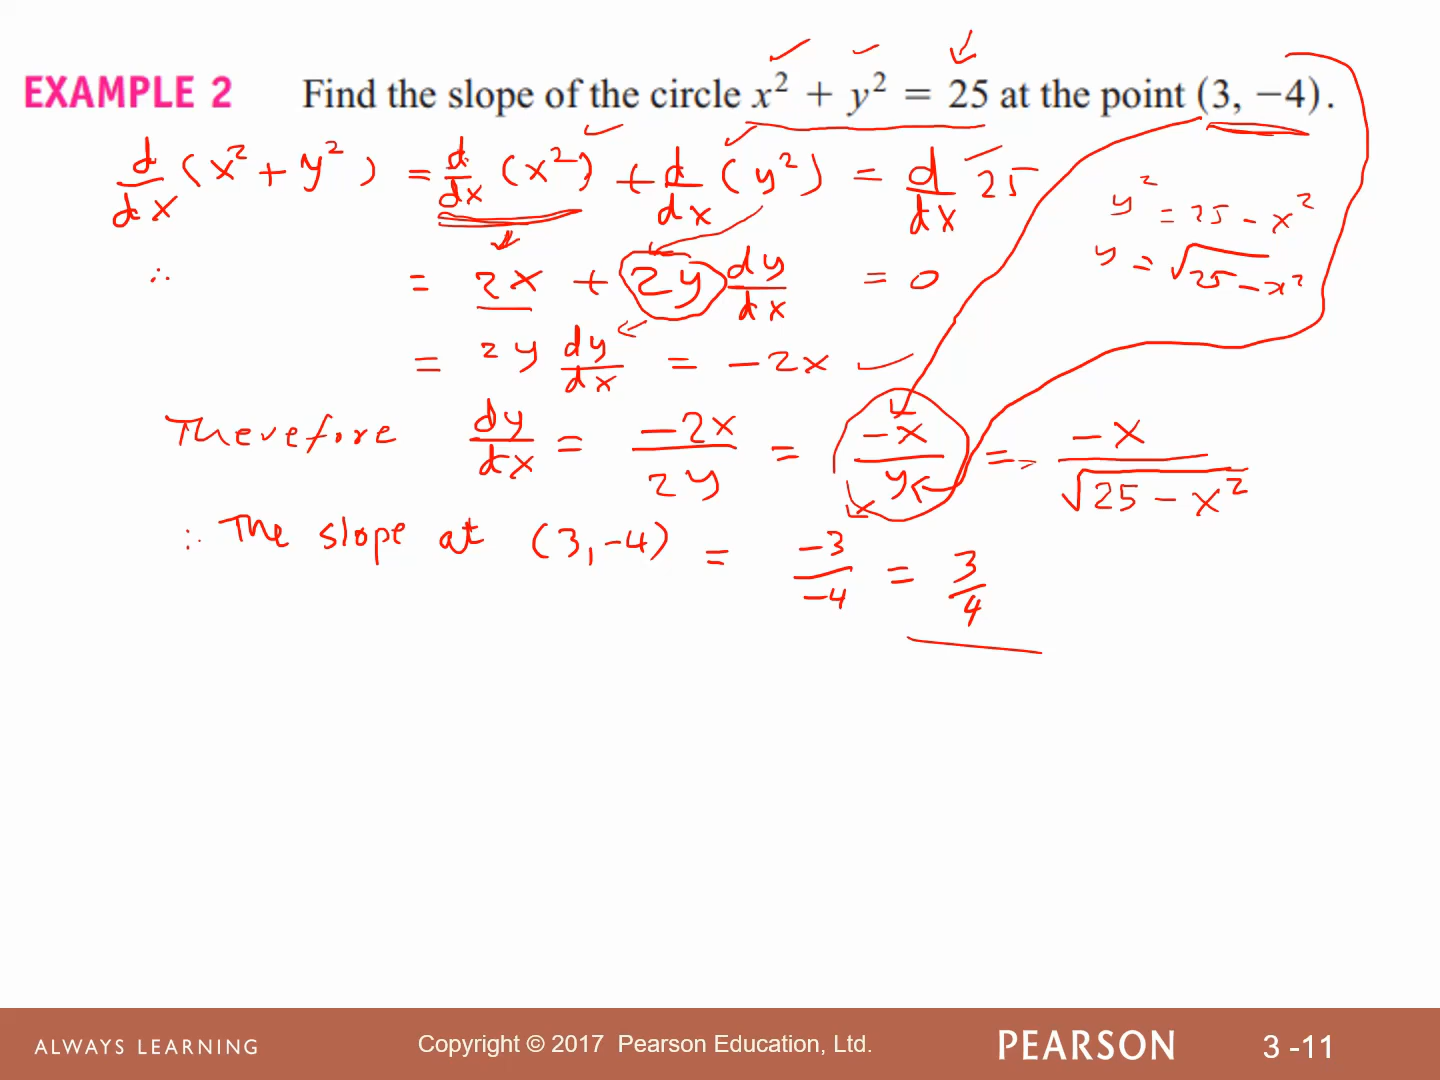 EXAMPLE 2 Find the slope of the circle x² + y² = 25 at the point (3, −4).
d/dx (x² + y²) = d/dx (x²) + d/dx (y²) = d/dx 25
y² = 25 − x²
y = √25 − x²
∴ = 2x + 2y dy/dx = 0
= 2y dy/dx = −2x
Therefore dy/dx = −2x/2y = −x/y = −x/√25 − x²
∴ The slope at (3, −4) = −3/−4 = 3/4
ALWAYS LEARNING Copyright © 2017 Pearson Education, Ltd. PEARSON 3 -11